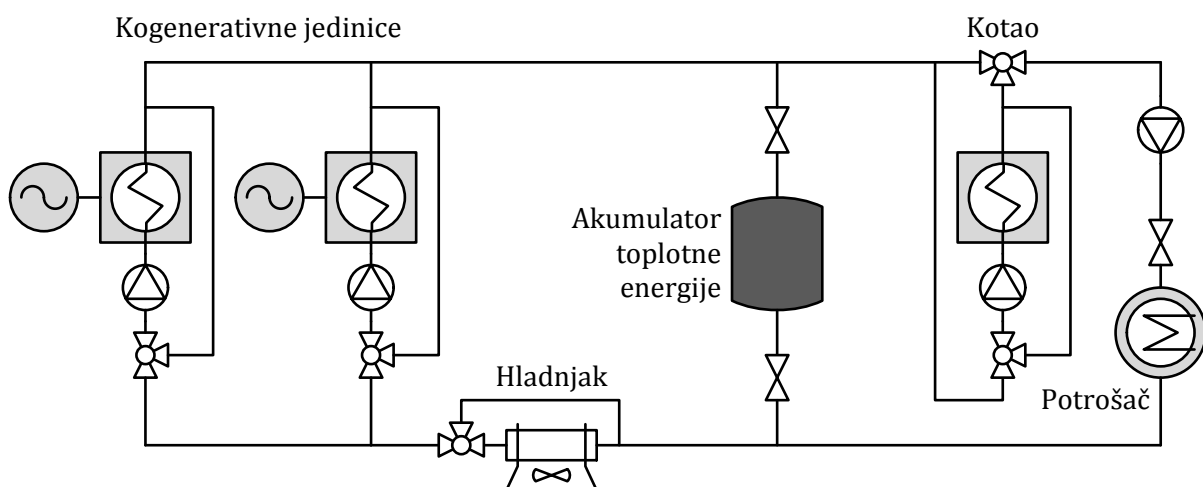 Kogenerativne jedinice
Kotao
Akumulator
toplotne
energije
Hladnjak
Potrošač